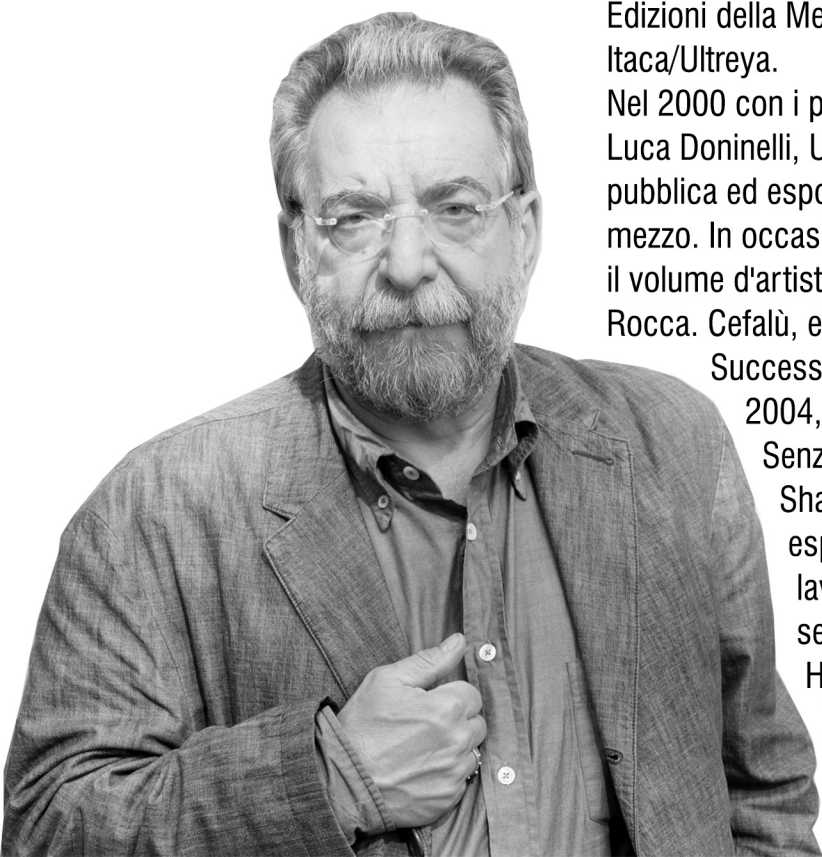 Edizioni della Me
Itaca/Ultreya.
Nel 2000 con i p
Luca Doninelli, U
pubblica ed espo
mezzo. In occas
il volume d'artist
Rocca. Cefalù, e
Success
2004,
Senz
Sha
esp
lav
se
H